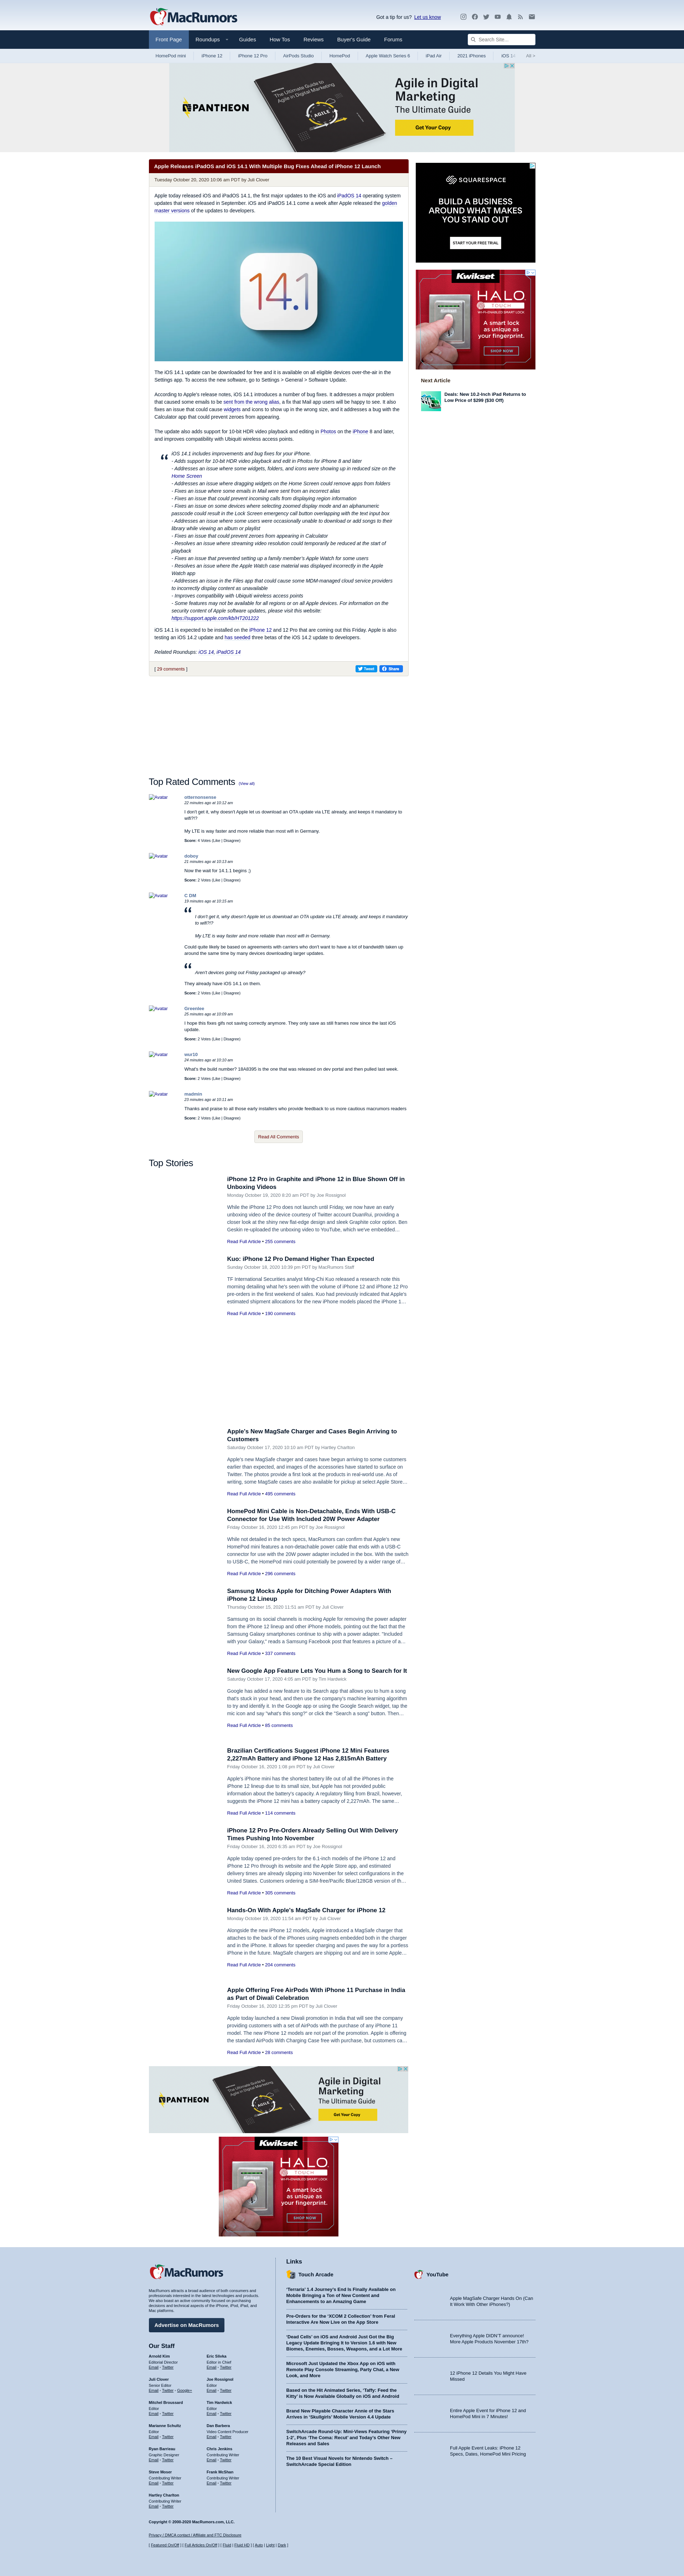 MacRumors
Got a tip for us? Let us know
Front Page Roundups Guides How Tos Reviews Buyer's Guide Forums Search Site...
HomePod mini iPhone 12 iPhone 12 Pro AirPods Studio HomePod Apple Watch Series 6 iPad Air 2021 iPhones iOS 1 All >
PANTHEON
AGILE
Agile in Digital
Marketing
The Ultimate Guide
Get Your Copy
Apple Releases iPadOS and iOS 14.1 With Multiple Bug Fixes Ahead of iPhone 12 Launch
Tuesday October 20, 2020 10:06 am PDT by Juli Clover
Apple today released iOS and iPadOS 14.1, the first major updates to the iOS and iPadOS 14 operating system
updates that were released in September. iOS and iPadOS 14.1 come a week after Apple released the golden
master versions of the updates to developers.
14.1
The iOS 14.1 update can be downloaded for free and it is available on all eligible devices over-the-air in the
Settings app. To access the new software, go to Settings > General > Software Update.
According to Apple's release notes, iOS 14.1 introduces a number of bug fixes. It addresses a major problem
that caused some emails to be sent from the wrong alias, a fix that Mail app users will be happy to see. It also
fixes an issue that could cause widgets and icons to show up in the wrong size, and it addresses a bug with the
Calculator app that could prevent zeros from appearing.
The update also adds support for 10-bit HDR video playback and editing in Photos on the iPhone 8 and later,
and improves compatibility with Ubiquiti wireless access points.
iOS 14.1 includes improvements and bug fixes for your iPhone.
- Adds support for 10-bit HDR video playback and edit in Photos for iPhone 8 and later
- Addresses an issue where some widgets, folders, and icons were showing up in reduced size on the
Home Screen
- Addresses an issue where dragging widgets on the Home Screen could remove apps from folders
- Fixes an issue where some emails in Mail were sent from an incorrect alias
- Fixes an issue that could prevent incoming calls from displaying region information
- Fixes an issue on some devices where selecting zoomed display mode and an alphanumeric
passcode could result in the Lock Screen emergency call button overlapping with the text input box
- Addresses an issue where some users were occasionally unable to download or add songs to their
library while viewing an album or playlist
- Fixes an issue that could prevent zeros from appearing in Calculator
- Resolves an issue where streaming video resolution could temporarily be reduced at the start of
playback
- Fixes an issue that prevented setting up a family member's Apple Watch for some users
- Resolves an issue where the Apple Watch case material was displayed incorrectly in the Apple
Watch app
- Addresses an issue in the Files app that could cause some MDM-managed cloud service providers
to incorrectly display content as unavailable
- Improves compatibility with Ubiquiti wireless access points
- Some features may not be available for all regions or on all Apple devices. For information on the
security content of Apple software updates, please visit this website:
https://support.apple.com/kb/HT201222
iOS 14.1 is expected to be installed on the iPhone 12 and 12 Pro that are coming out this Friday. Apple is also
testing an iOS 14.2 update and has seeded three betas of the iOS 14.2 update to developers.
Related Roundups: iOS 14, iPadOS 14
[ 29 comments ]
Tweet Share
SQUARESPACE
BUILD A BUSINESS
AROUND WHAT MAKES
YOU STAND OUT
START YOUR FREE TRIAL
Kwikset
HALO
TOUCH
WI-FI-ENABLED SMART LOCK
A smart lock
as unique as your
fingerprint.
SHOP NOW
Next Article
Deals: New 10.2-Inch iPad Returns to
Low Price of $299 ($30 Off)
Top Rated Comments (View all)
Avatar
otternonsense
22 minutes ago at 10:12 am
I don't get it, why doesn't Apple let us download an OTA update via LTE already, and keeps it mandatory to
wifi?!?
My LTE is way faster and more reliable than most wifi in Germany.
Score: 4 Votes (Like | Disagree)
Avatar
doboy
21 minutes ago at 10:13 am
Now the wait for 14.1.1 begins ;)
Score: 2 Votes (Like | Disagree)
Avatar
C DM
19 minutes ago at 10:15 am
I don't get it, why doesn't Apple let us download an OTA update via LTE already, and keeps it mandatory
to wifi?!?
My LTE is way faster and more reliable than most wifi in Germany.
Could quite likely be based on agreements with carriers who don't want to have a lot of bandwidth taken up
around the same time by many devices downloading larger updates.
Aren't devices going out Friday packaged up already?
They already have iOS 14.1 on them.
Score: 2 Votes (Like | Disagree)
Avatar
Greenlex
25 minutes ago at 10:09 am
I hope this fixes gifs not saving correctly anymore. They only save as still frames now since the last iOS
update.
Score: 2 Votes (Like | Disagree)
Avatar
wur10
24 minutes ago at 10:10 am
What's the build number? 18A8395 is the one that was released on dev portal and then pulled last week.
Score: 2 Votes (Like | Disagree)
Avatar
madmin
23 minutes ago at 10:11 am
Thanks and praise to all those early installers who provide feedback to us more cautious macrumors readers
Score: 2 Votes (Like | Disagree)
Read All Comments
Top Stories
iPhone 12 Pro in Graphite and iPhone 12 in Blue Shown Off in
Unboxing Videos
Monday October 19, 2020 9:20 am PDT by Joe Rossignol
While the iPhone 12 Pro does not launch until Friday, we now have an early
unboxing video of the device courtesy of Twitter account DuanRui, providing a
closer look at the shiny new flat-edge design and sleek Graphite color option. Ben
Geskin re-uploaded the unboxing video to YouTube, which we've embedded...
Read Full Article • 255 comments
Kuo: iPhone 12 Pro Demand Higher Than Expected
Sunday October 18, 2020 10:39 pm PDT by MacRumors Staff
TF International Securities analyst Ming-Chi Kuo released a research note this
morning detailing what he's seen with the volume of iPhone 12 and iPhone 12 Pro
pre-orders in the first weekend of sales. Kuo had previously indicated that Apple's
estimated shipment allocations for the new iPhone models placed the iPhone 1...
Read Full Article • 190 comments
Apple's New MagSafe Charger and Cases Begin Arriving to
Customers
Saturday October 17, 2020 10:10 am PDT by Hartley Charlton
Apple's new MagSafe charger and cases have begun arriving to some customers
earlier than expected, and images of the accessories have started to surface on
Twitter. The photos provide a first look at the products in real-world use. As of
writing, some MagSafe cases are also available for pickup at select Apple Store...
Read Full Article • 495 comments
HomePod Mini Cable is Non-Detachable, Ends With USB-C
Connector for Use With Included 20W Power Adapter
Friday October 16, 2020 12:45 pm PDT by Joe Rossignol
While not detailed in the tech specs, MacRumors can confirm that Apple's new
HomePod mini features a non-detachable power cable that ends with a USB-C
connector for use with the 20W power adapter included in the box. With the switch
to USB-C, the HomePod mini could potentially be powered by a wider range of...
Read Full Article • 296 comments
Samsung Mocks Apple for Ditching Power Adapters With
iPhone 12 Lineup
Thursday October 15, 2020 11:51 am PDT by Juli Clover
Samsung on its social channels is mocking Apple for removing the power adapter
from the iPhone 12 lineup and other iPhone models, pointing out the fact that the
Samsung Galaxy smartphones continue to ship with a power adapter. "Included
with your Galaxy," reads a Samsung Facebook post that features a picture of a...
Read Full Article • 337 comments
New Google App Feature Lets You Hum a Song to Search for It
Saturday October 17, 2020 4:05 am PDT by Tim Hardwick
Google has added a new feature to its Search app that allows you to hum a song
that's stuck in your head, and then use the company's machine learning algorithm
to try and identify it. In the Google app or using the Google Search widget, tap the
mic icon and say "what's this song?" or click the "Search a song" button. Then...
Read Full Article • 65 comments
Brazilian Certifications Suggest iPhone 12 Mini Features
2,227mAh Battery and iPhone 12 Has 2,815mAh Battery
Friday October 16, 2020 1:08 pm PDT by Juli Clover
Apple's iPhone mini has the shortest battery life out of all the iPhones in the
iPhone 12 lineup due to its small size, but Apple has not provided public
information about the battery's capacity. A regulatory filing from Brazil, however,
suggests the iPhone 12 mini has a battery capacity of 2,227mAh. The same...
Read Full Article • 114 comments
iPhone 12 Pro Pre-Orders Already Selling Out With Delivery
Times Pushing Into November
Friday October 16, 2020 6:35 am PDT by Joe Rossignol
Apple today opened pre-orders for the 6.1-inch models of the iPhone 12 and
iPhone 12 Pro through its website and the Apple Store app, and estimated
delivery times are already slipping into November for select configurations in the
United States. Customers ordering a SIM-free/Pacific Blue/128GB version of th...
Read Full Article • 305 comments
Hands-On With Apple's MagSafe Charger for iPhone 12
Monday October 19, 2020 11:54 am PDT by Juli Clover
Alongside the new iPhone 12 models, Apple introduced a MagSafe charger that
attaches to the back of the iPhones using magnets embedded both in the charger
and in the iPhone. It allows for speedier charging and paves the way for a portless
iPhone in the future. MagSafe chargers are shipping out and are in some Apple...
Read Full Article • 204 comments
Apple Offering Free AirPods With iPhone 11 Purchase in India
as Part of Diwali Celebration
Friday October 16, 2020 12:35 pm PDT by Juli Clover
Apple today launched a new Diwali promotion in India that will see the company
providing customers with a set of AirPods with the purchase of any iPhone 11
model. The new iPhone 12 models are not part of the promotion. Apple is offering
the standard AirPods with Charging Case free with purchase, but customers ca...
Read Full Article • 28 comments
PANTHEON
AGILE
Agile in Digital
Marketing
The Ultimate Guide
Get Your Copy
Kwikset
HALO
TOUCH
WI-FI-ENABLED SMART LOCK
A smart lock
as unique as your
fingerprint.
SHOP NOW
MacRumors
MacRumors attracts a broad audience of both consumers and
professionals interested in the latest technologies and products.
We also boast an active community focused on purchasing
decisions and technical aspects of the iPhone, iPod, iPad, and
Mac platforms.
Advertise on MacRumors
Our Staff
Arnold Kim
Editorial Director
Email • Twitter
Eric Slivka
Editor in Chief
Email • Twitter
Juli Clover
Senior Editor
Email • Twitter • Google+
Joe Rossignol
Editor
Email • Twitter
Mitchel Broussard
Editor
Email • Twitter
Tim Hardwick
Editor
Email • Twitter
Marianne Schultz
Editor
Email • Twitter
Dan Barbera
Video Content Producer
Email • Twitter
Ryan Barrieau
Graphic Designer
Email • Twitter
Chris Jenkins
Contributing Writer
Email • Twitter
Steve Moser
Contributing Writer
Email • Twitter
Frank McShan
Contributing Writer
Email • Twitter
Hartley Charlton
Contributing Writer
Email • Twitter
Links
Touch Arcade
'Terraria' 1.4 Journey's End Is Finally Available on
Mobile Bringing a Ton of New Content and
Enhancements to an Amazing Game
Pre-Orders for the 'XCOM 2 Collection' from Feral
Interactive Are Now Live on the App Store
'Dead Cells' on iOS and Android Just Got the Big
Legacy Update Bringing It to Version 1.8 with New
Biomes, Enemies, Bosses, Weapons, and a Lot More
Microsoft Just Updated the Xbox App on iOS with
Remote Play Console Streaming, Party Chat, a New
Look, and More
Based on the Hit Animated Series, 'Taffy: Feed the
Kitty' is Now Available Globally on iOS and Android
Brand New Playable Character Annie of the Stars
Arrives in 'Skullgirls' Mobile Version 4.4 Update
SwitchArcade Round-Up: Mini-Views Featuring 'Prinny
1-2', Plus 'The Coma: Recut' and Today's Other New
Releases and Sales
The 10 Best Visual Novels for Nintendo Switch –
SwitchArcade Special Edition
YouTube
Apple MagSafe Charger Hands On (Can
it Work With Other iPhones?)
Everything Apple DIDN'T announce!
More Apple Products November 17th?
12 iPhone 12 Details You Might Have
Missed
Entire Apple Event for iPhone 12 and
HomePod Mini in 7 Minutes!
Full Apple Event Leaks: iPhone 12
Specs, Dates, HomePod Mini Pricing
Copyright © 2000-2020 MacRumors.com, LLC.
Privacy | DMCA contact | Affiliate and FTC Disclosure
[ Featured On/Off ] [ Full Articles On/Off ] [ Fluid | Fluid HD ] [ Auto | Light | Dark ]